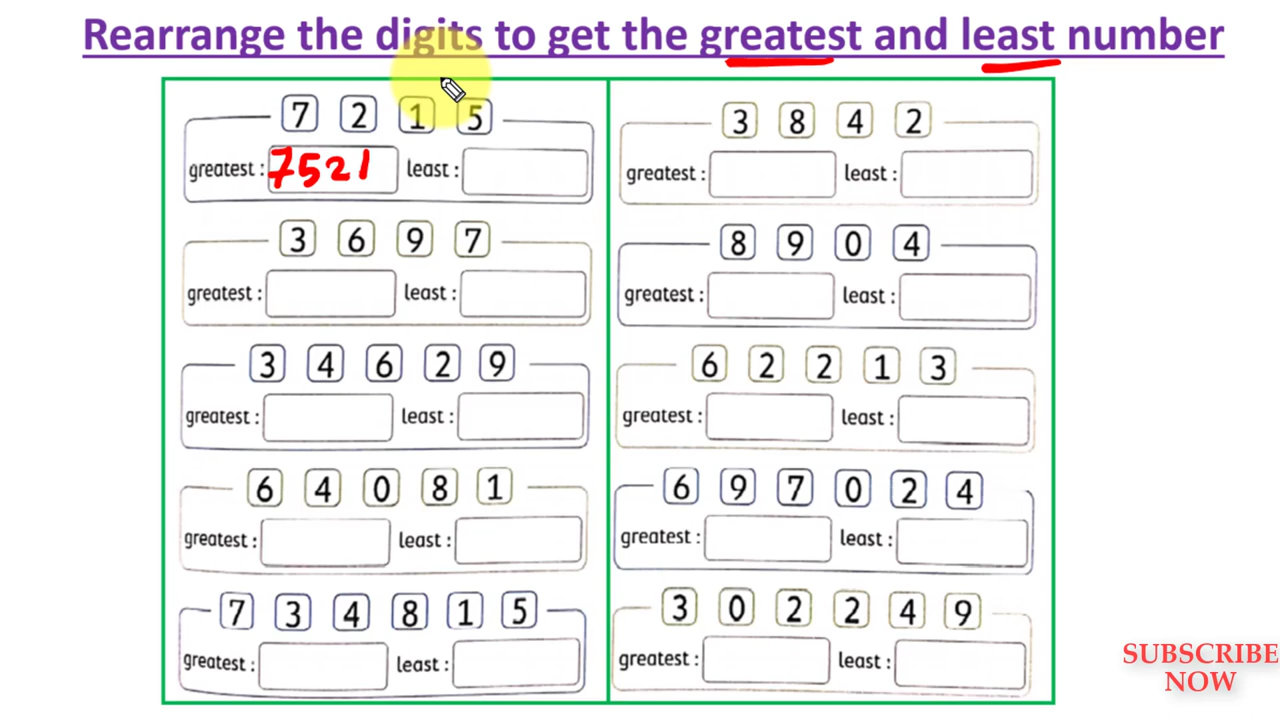 Rearrange the digits to get the greatest and least number
7 2 1 5
greatest : 7521 least :
3 6 9 7
greatest : least :
3 4 6 2 9
greatest : least :
6 4 0 8 1
greatest : least :
7 3 4 8 1 5
greatest : least :
3 8 4 2
greatest : least :
8 9 0 4
greatest : least :
6 2 2 1 3
greatest : least :
6 9 7 0 2 4
greatest : least :
3 0 2 2 4 9
greatest : least :
SUBSCRIBE
NOW